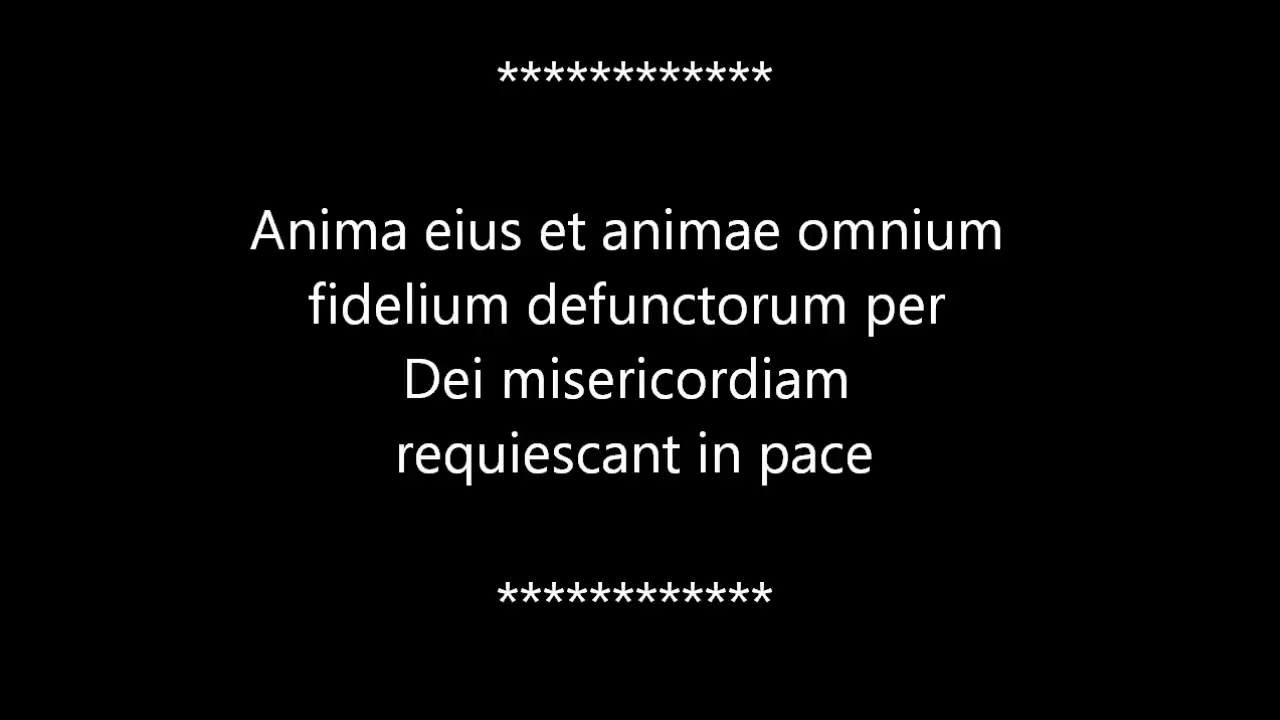 ************
Anima eius et animae omnium
fidelium defunctorum per
Dei misericordiam
requiescant in pace
************